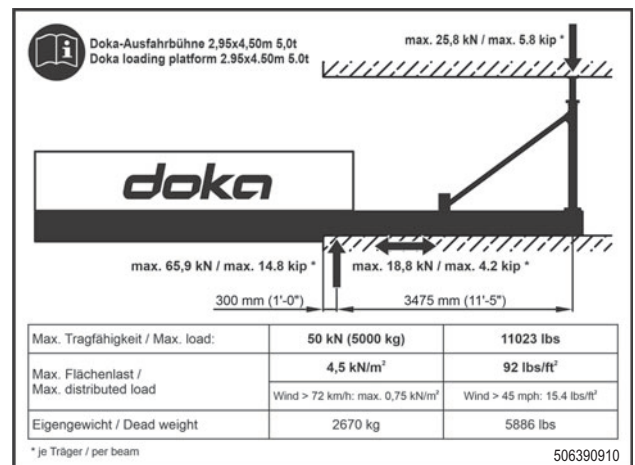 Doka-Ausfahrbühne 2,95x4,50m 5,0t
Doka loading platform 2.95x4.50m 5.0t
max. 25,8 kN / max. 5.8 kip *
doka
max. 65,9 kN / max. 14.8 kip *
max. 18,8 kN / max. 4.2 kip *
300 mm (1'-0")
3475 mm (11'-5")
Max. Tragfähigkeit / Max. load:
50 kN (5000 kg)
11023 lbs
Max. Flächenlast /
Max. distributed load
4,5 kN/m²
92 lbs/ft²
Wind > 72 km/h: max. 0,75 kN/m²
Wind > 45 mph: 15.4 lbs/ft²
Eigengewicht / Dead weight
2670 kg
5886 lbs
* je Träger / per beam
506390910